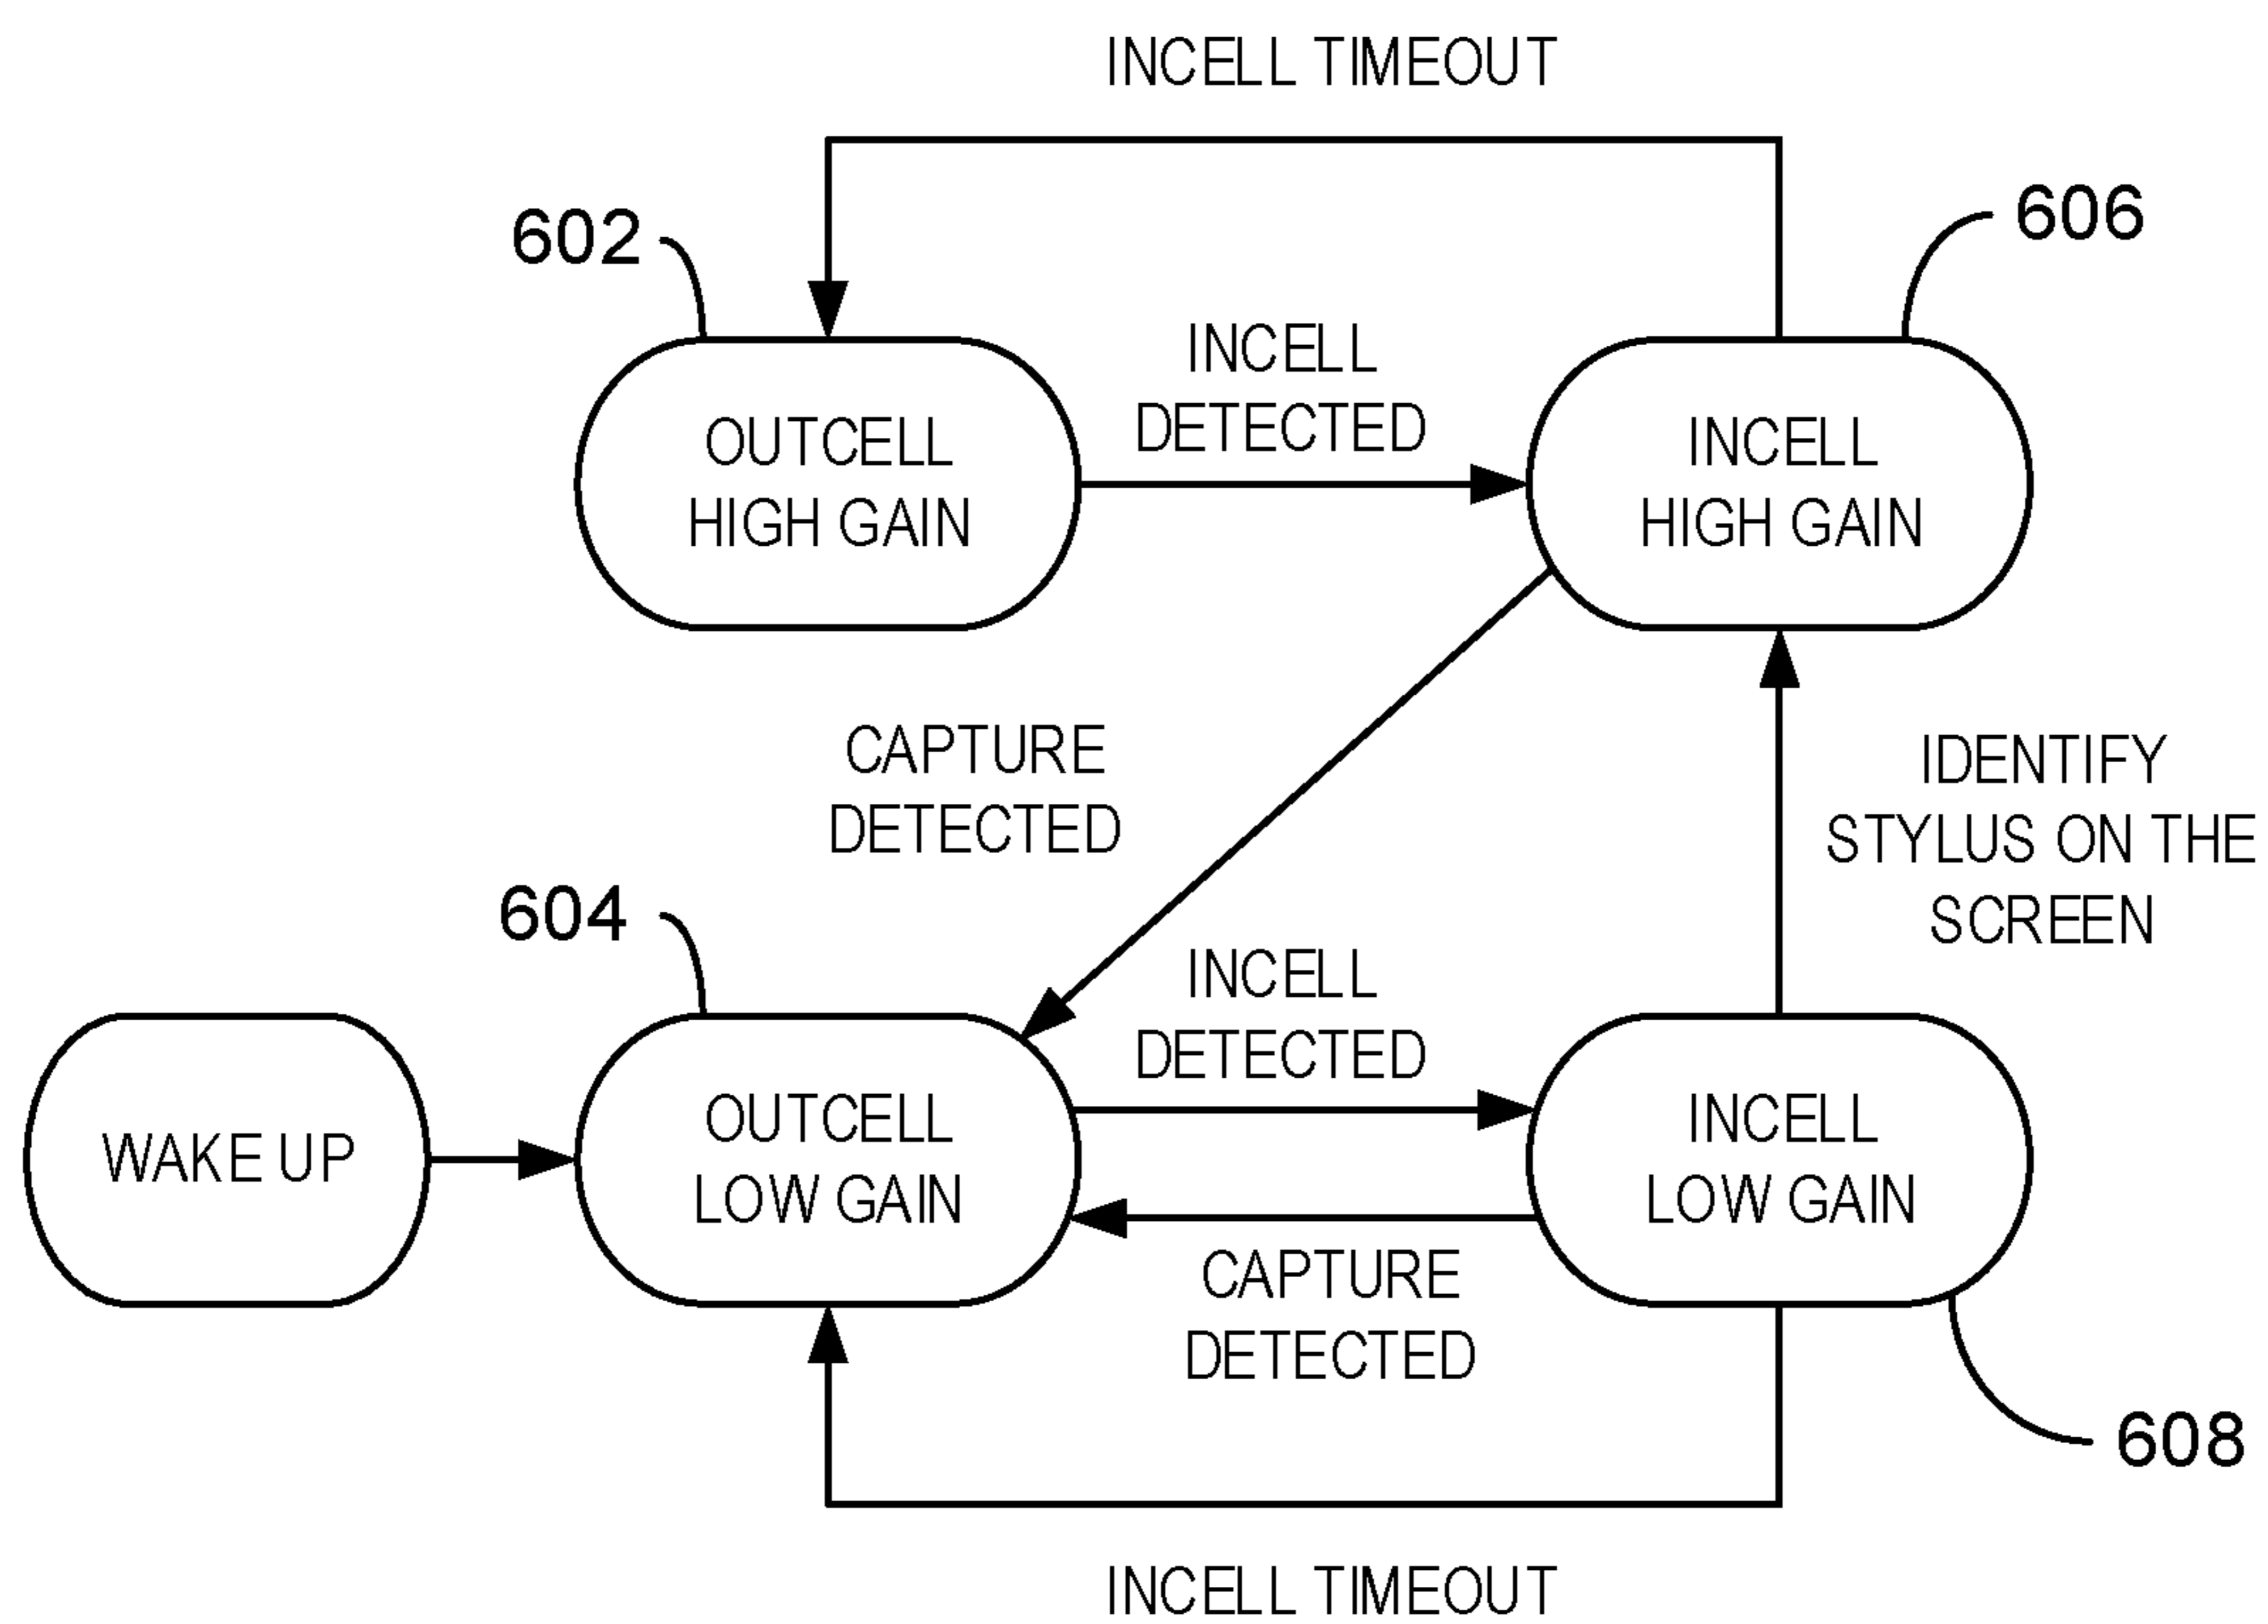 INCELL TIMEOUT
602
606
INCELL
DETECTED
OUTCELL
HIGH GAIN
INCELL
HIGH GAIN
CAPTURE
DETECTED
IDENTIFY
STYLUS ON THE
SCREEN
604
INCELL
DETECTED
WAKE UP
OUTCELL
LOW GAIN
INCELL
LOW GAIN
CAPTURE
DETECTED
608
INCELL TIMEOUT